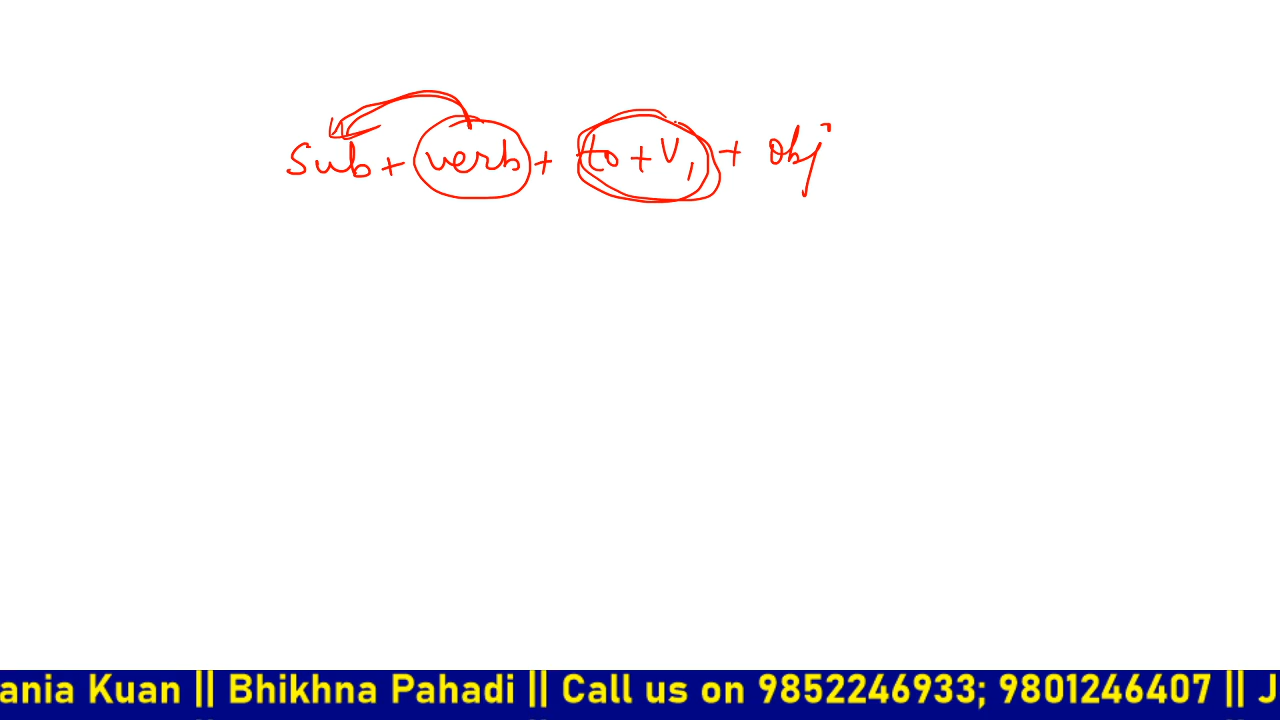 Sub + verb + to + V1 + obj
ania Kuan || Bhikhna Pahadi || Call us on 9852246933; 9801246407 || J